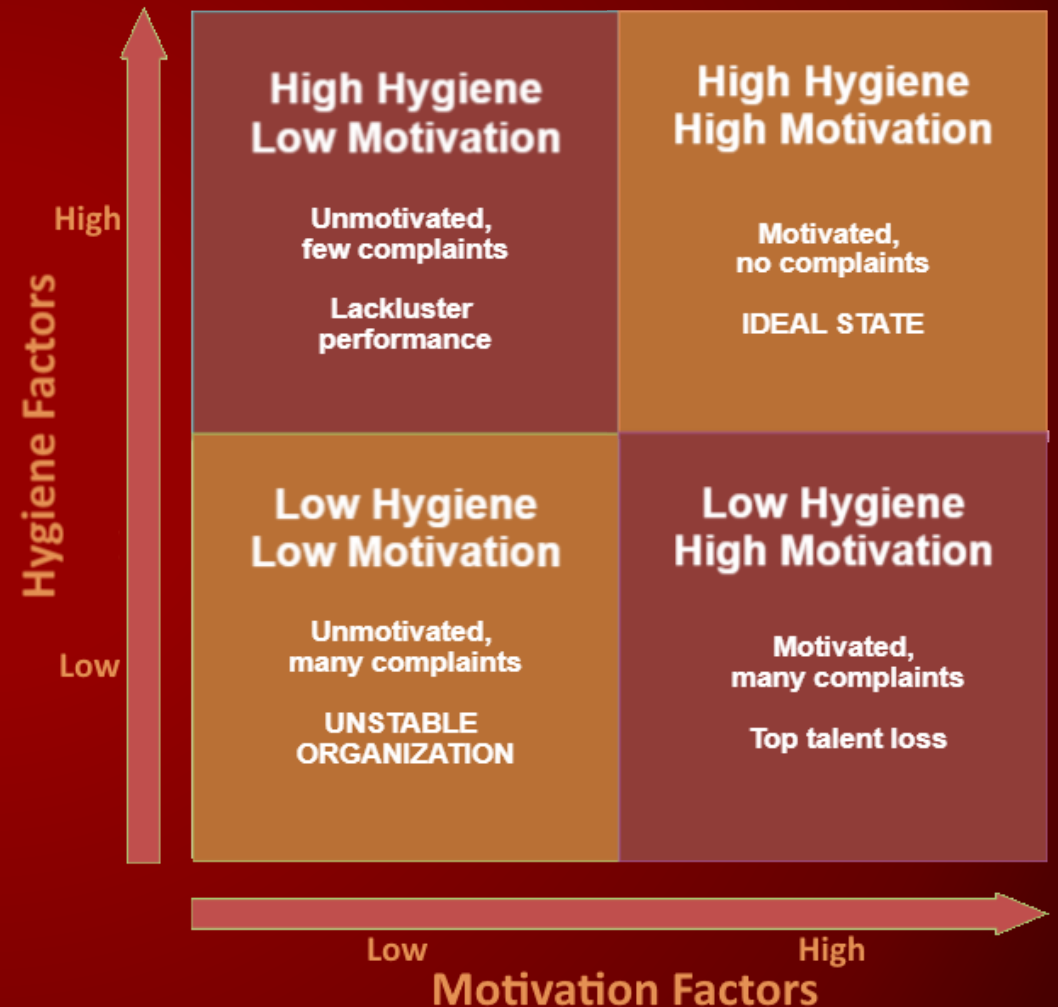 High Hygiene
Low Motivation
Unmotivated,
few complaints
Lackluster
performance
High Hygiene
High Motivation
Motivated,
no complaints
IDEAL STATE
High
Hygiene Factors
Low
Low Hygiene
Low Motivation
Unmotivated,
many complaints
UNSTABLE
ORGANIZATION
Low Hygiene
High Motivation
Motivated,
many complaints
Top talent loss
Low
High
Motivation Factors